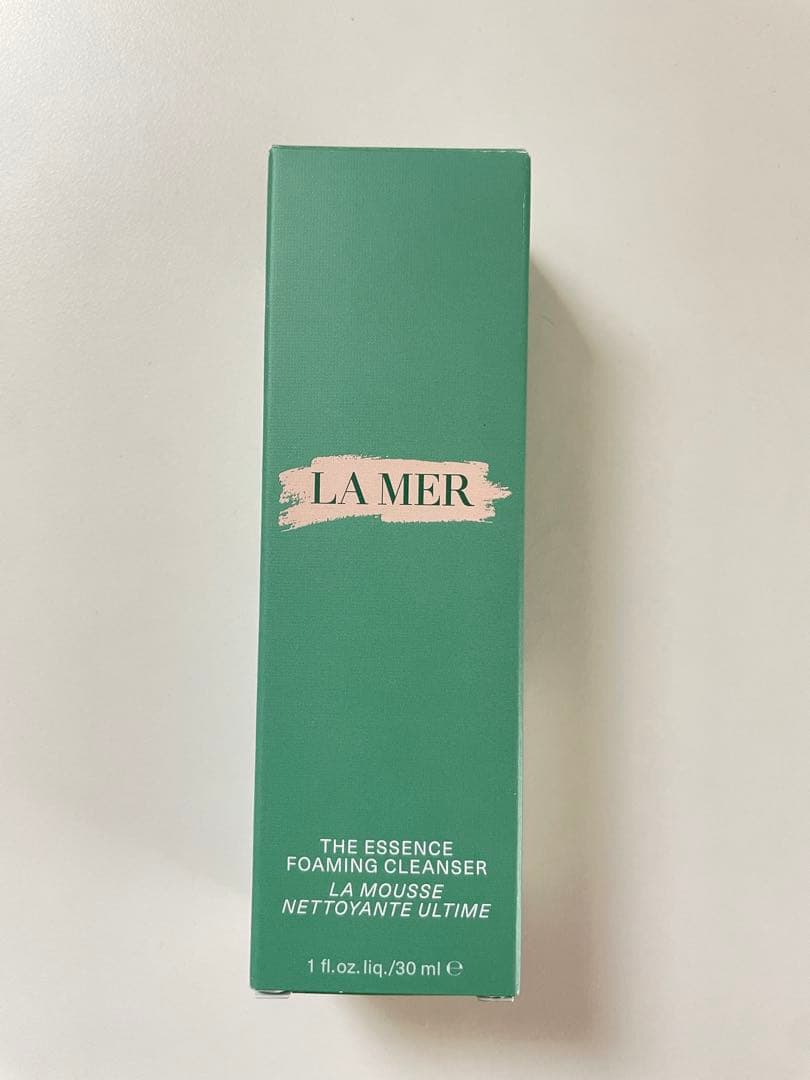 LA MER
THE ESSENCE
FOAMING CLEANSER
LA MOUSSE
NETTOYANTE ULTIME
1 fl.oz.liq./30 ml ℮